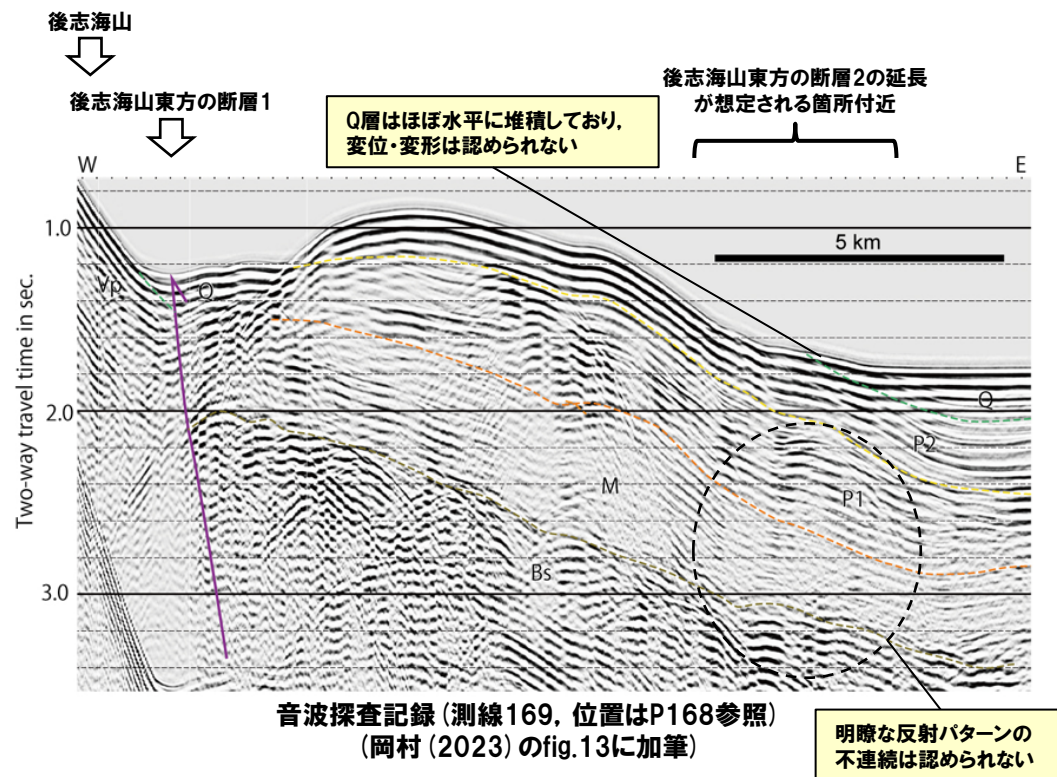 後志海山
後志海山東方の断層1
後志海山東方の断層2の延長
が想定される箇所付近
Q層はほぼ水平に堆積しており,
変位・変形は認められない
W
E
1.0
5 km
Vp
Q
2.0
Q
P2
M
P1
Bs
3.0
Two-way travel time in sec.
音波探査記録(測線169, 位置はP168参照)
(岡村(2023)のfig.13に加筆)
明瞭な反射パターンの
不連続は認められない